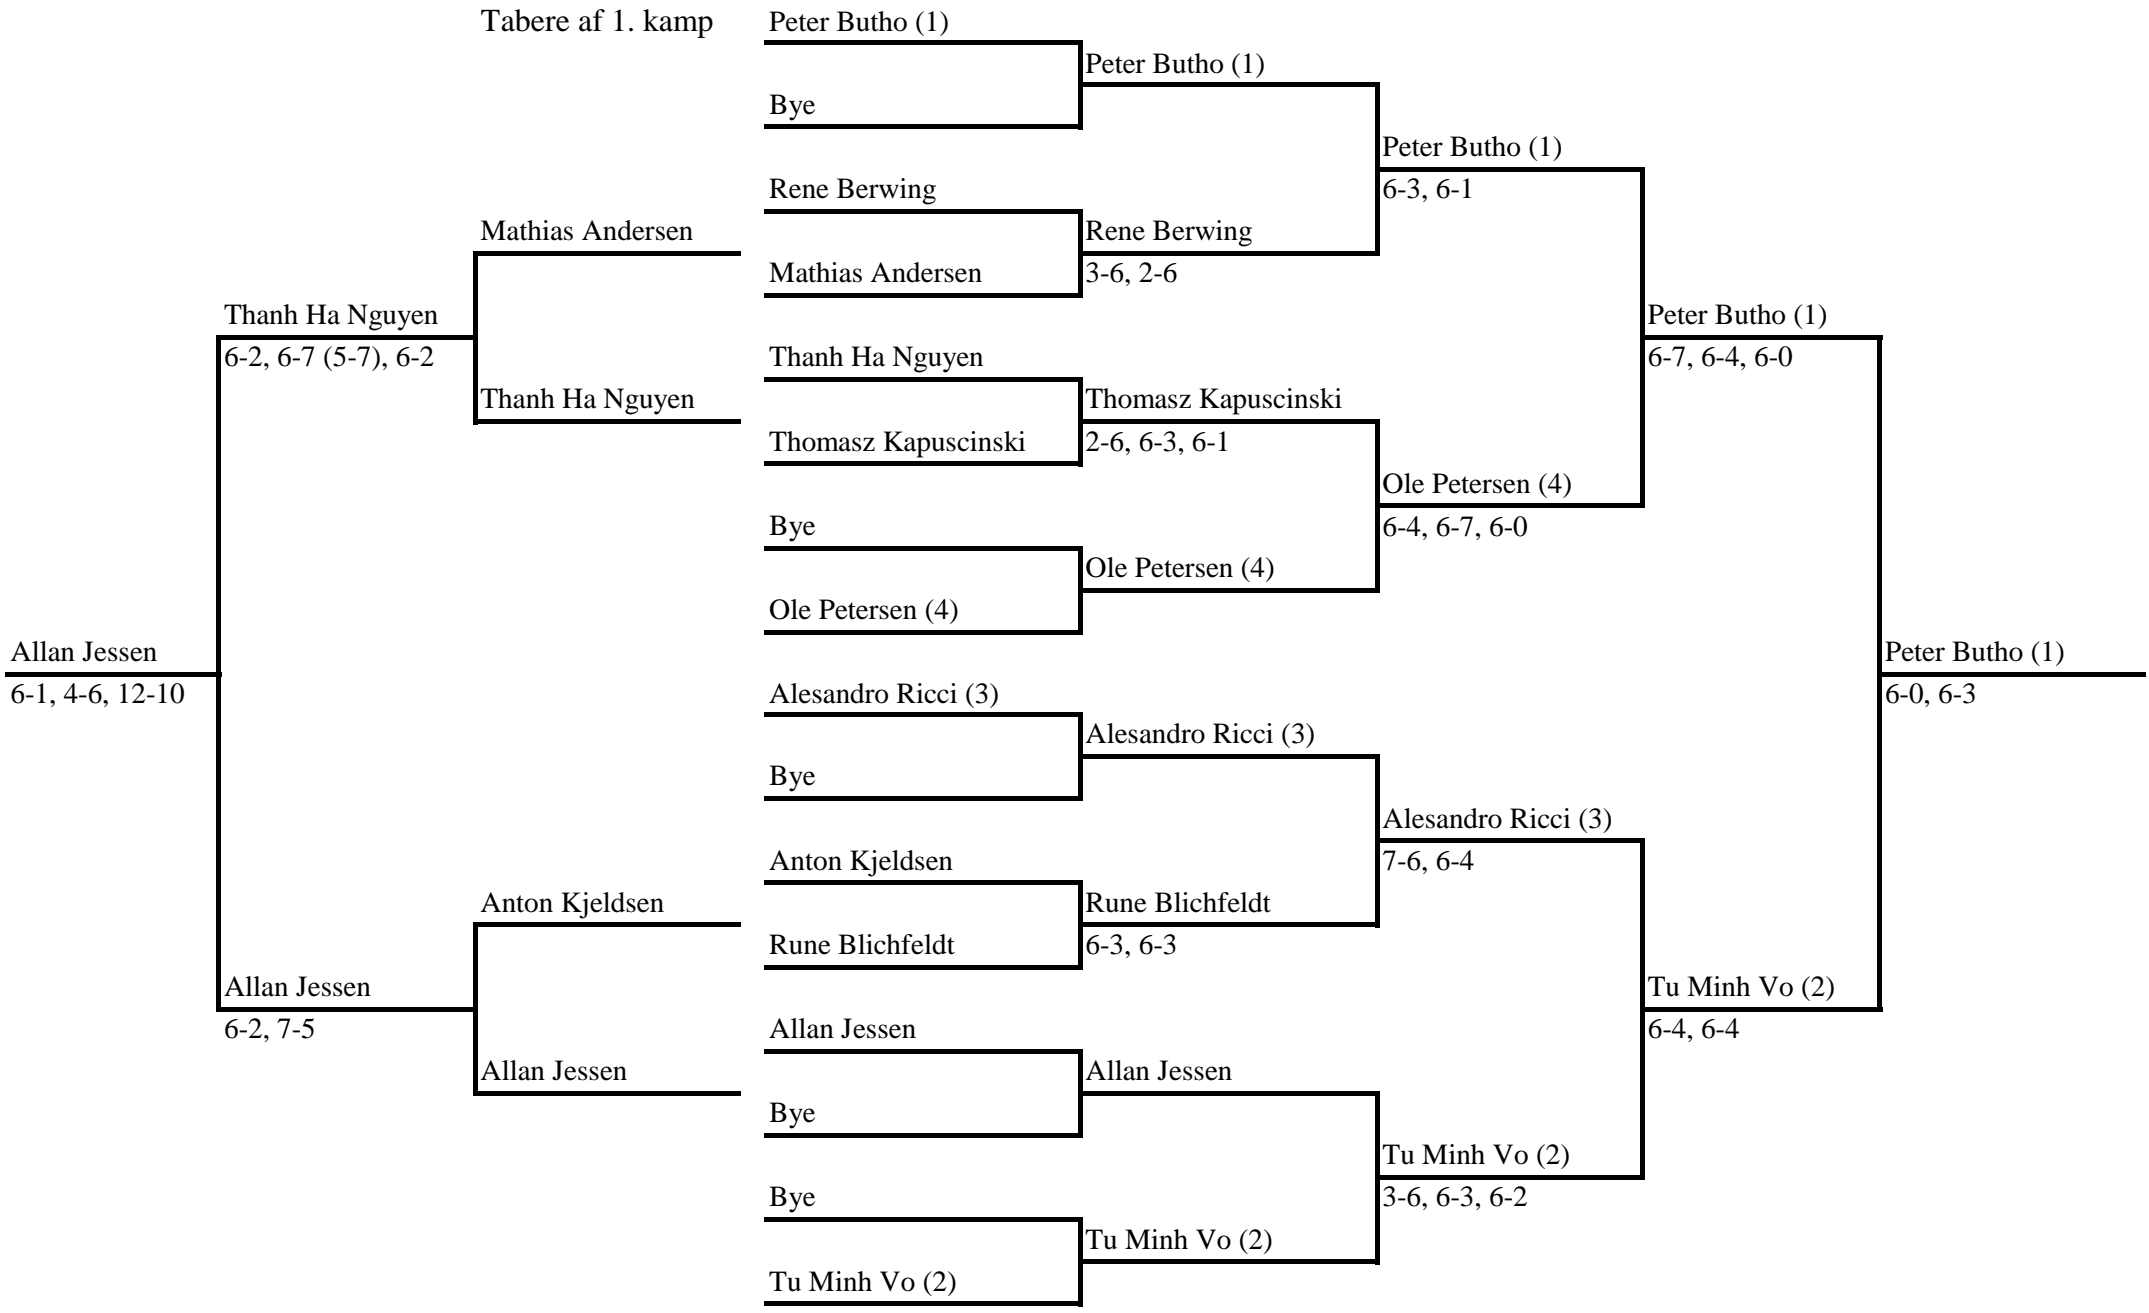 Tabere af 1. kamp
Peter Butho (1)
Peter Butho (1)
Bye
Peter Butho (1)
Rene Berwing
6-3, 6-1
Mathias Andersen
Rene Berwing
Mathias Andersen
3-6, 2-6
Thanh Ha Nguyen
Peter Butho (1)
6-2, 6-7 (5-7), 6-2
Thanh Ha Nguyen
6-7, 6-4, 6-0
Thanh Ha Nguyen
Thomasz Kapuscinski
Thomasz Kapuscinski
2-6, 6-3, 6-1
Ole Petersen (4)
Bye
6-4, 6-7, 6-0
Ole Petersen (4)
Ole Petersen (4)
Allan Jessen
Peter Butho (1)
6-1, 4-6, 12-10
Alesandro Ricci (3)
6-0, 6-3
Alesandro Ricci (3)
Bye
Alesandro Ricci (3)
Anton Kjeldsen
7-6, 6-4
Anton Kjeldsen
Rune Blichfeldt
Rune Blichfeldt
6-3, 6-3
Allan Jessen
Tu Minh Vo (2)
6-2, 7-5
Allan Jessen
6-4, 6-4
Allan Jessen
Allan Jessen
Bye
Tu Minh Vo (2)
Bye
3-6, 6-3, 6-2
Tu Minh Vo (2)
Tu Minh Vo (2)